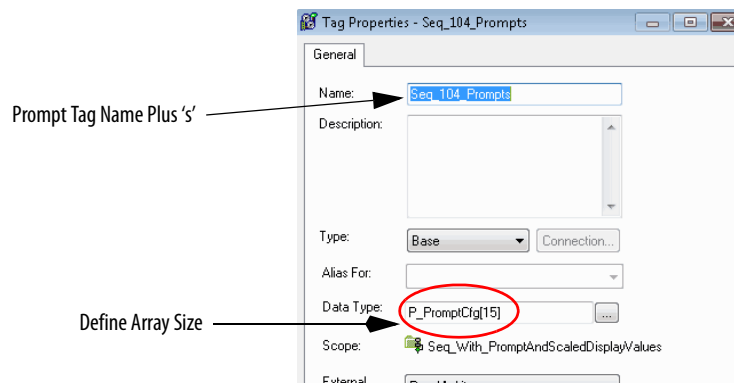 Tag Properties - Seq_104_Prompts
General
Name:
Seq_104_Prompts
Prompt Tag Name Plus ‘s’
Description:
Type:
Base
Connection...
Alias For:
Data Type:
P_PromptCfg[15]
...
Define Array Size
Scope:
Seq_With_PromptAndScaledDisplayValues
External